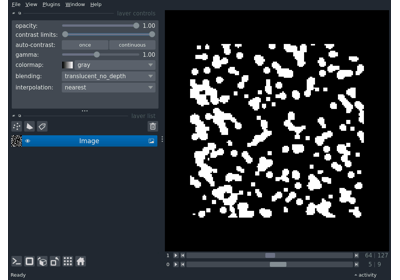 File View Plugins Window Help
layer controls
opacity: 1.00
contrast limits:
auto-contrast: once continuous
gamma: 1.00
colormap: gray
blending: translucent_no_depth
interpolation: nearest
layer list
Image
1 64 127
0 5 9
Ready activity